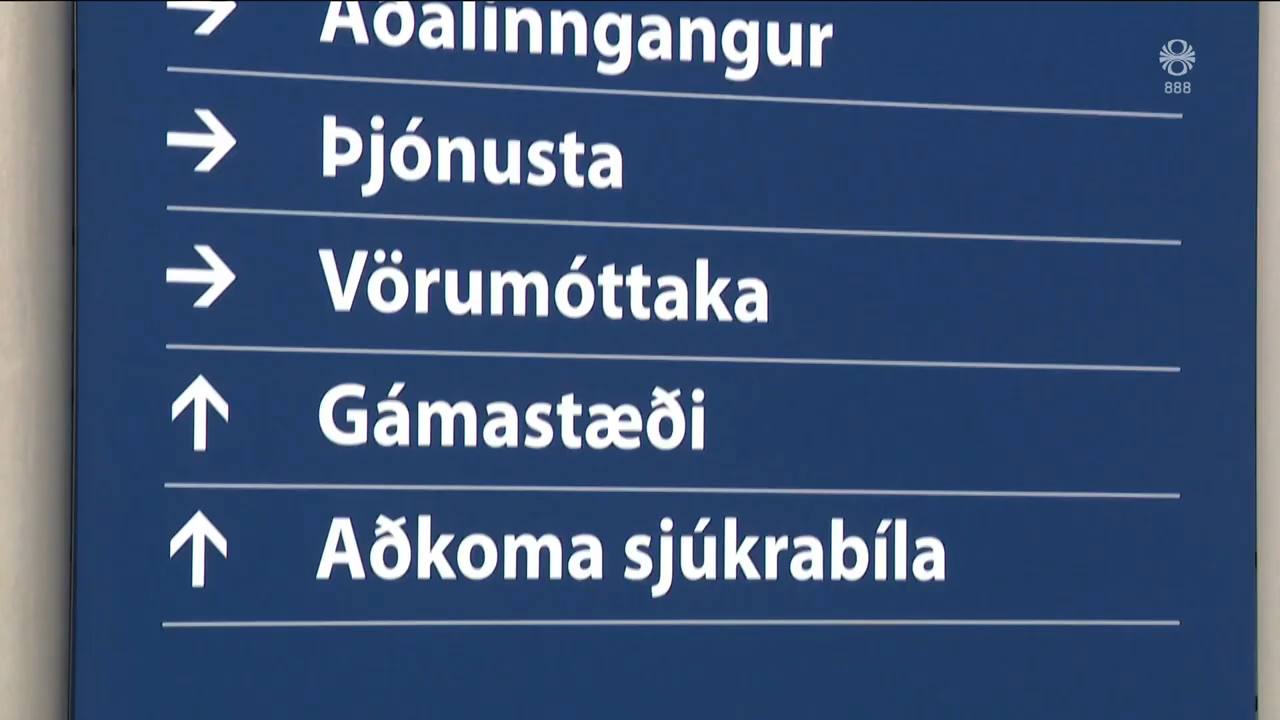 Aðalinngangur
888
Þjónusta
Vörumóttaka
Gámastæði
Aðkoma sjúkrabíla